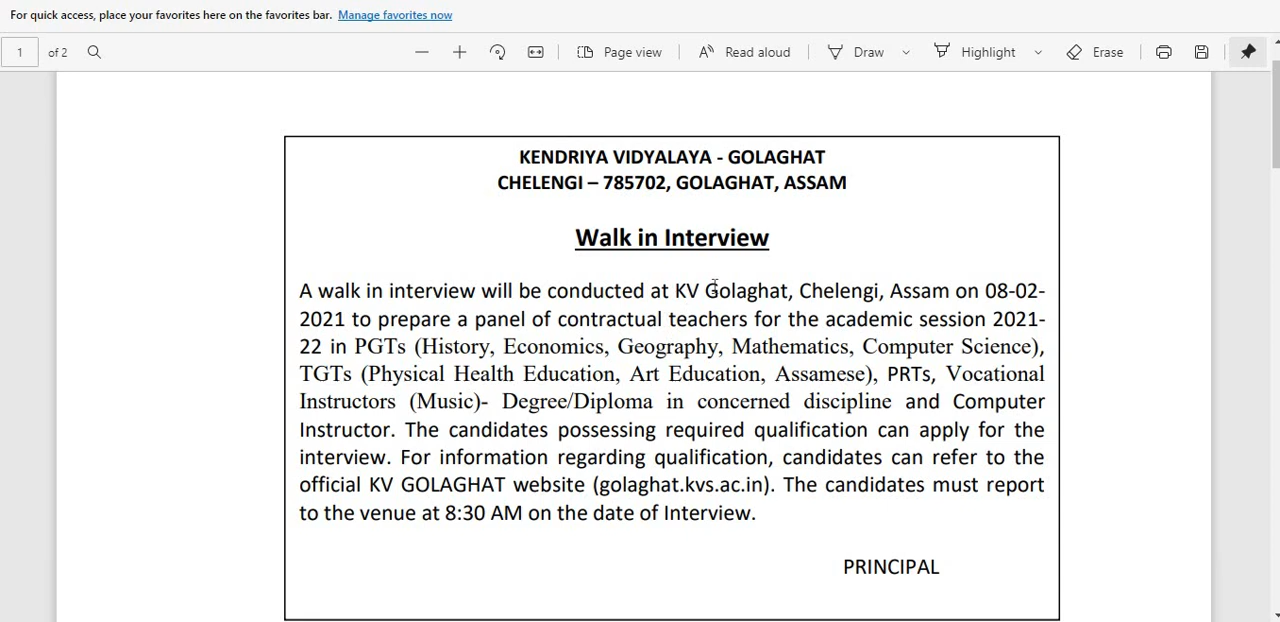 For quick access, place your favorites here on the favorites bar. Manage favorites now
1 of 2 Page view Read aloud Draw Highlight Erase
KENDRIYA VIDYALAYA - GOLAGHAT
CHELENGI – 785702, GOLAGHAT, ASSAM
Walk in Interview
A walk in interview will be conducted at KV Golaghat, Chelengi, Assam on 08-02-
2021 to prepare a panel of contractual teachers for the academic session 2021-
22 in PGTs (History, Economics, Geography, Mathematics, Computer Science),
TGTs (Physical Health Education, Art Education, Assamese), PRTs, Vocational
Instructors (Music)- Degree/Diploma in concerned discipline and Computer
Instructor. The candidates possessing required qualification can apply for the
interview. For information regarding qualification, candidates can refer to the
official KV GOLAGHAT website (golaghat.kvs.ac.in). The candidates must report
to the venue at 8:30 AM on the date of Interview.
PRINCIPAL